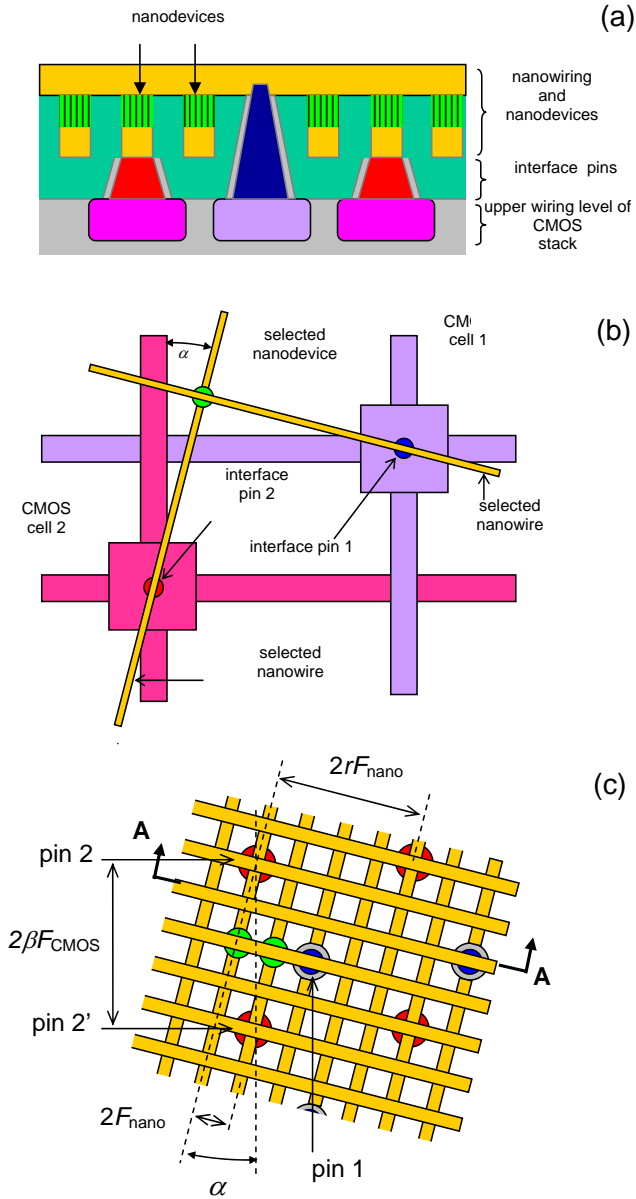 (a)
nanodevices
nanowiring
and
nanodevices
interface pins
upper wiring level of
CMOS
stack
(b)
selected
nanodevice
CM
cell 1
α
interface
pin 2
CMOS
cell 2
interface pin 1
selected
nanowire
selected
nanowire
(c)
2rFnano
A
pin 2
2βFCMOS
A
pin 2’
2Fnano
α
pin 1